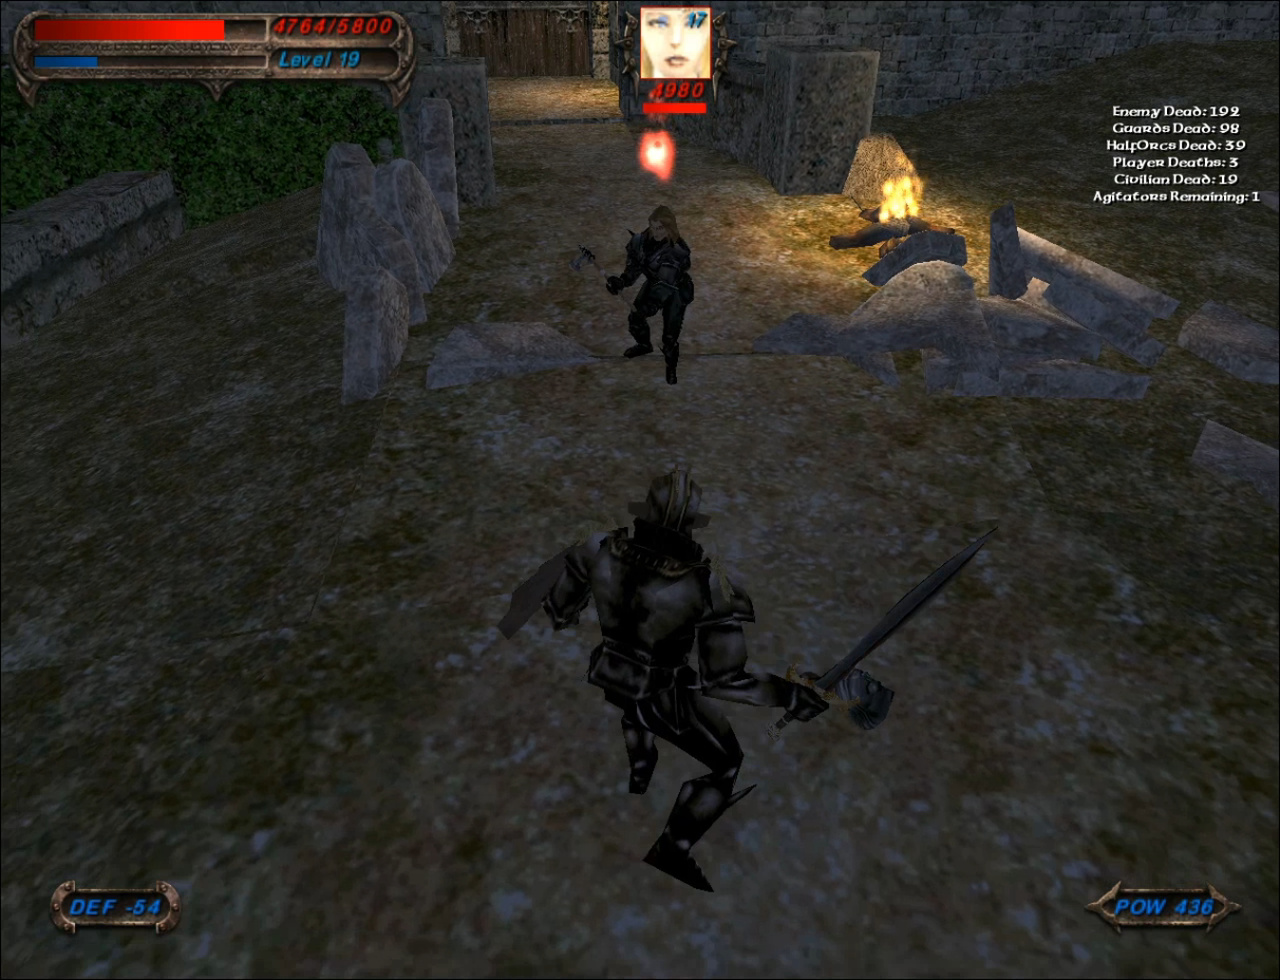 4764/5800
Level 19
17
4980
Enemy Dead: 192
Guards Dead: 98
HalfOrcs Dead: 39
Player Deaths: 3
Civilian Dead: 19
Agitators Remaining: 1
DEF -54
POW 436